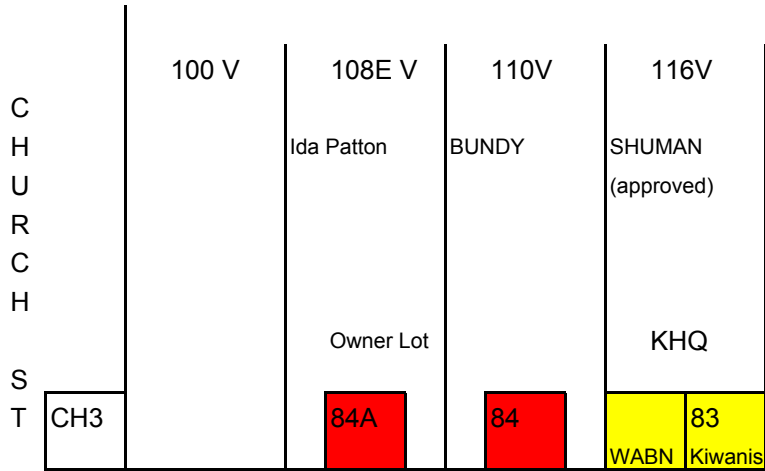 100 V 108E V 110V 116V
C
H Ida Patton BUNDY SHUMAN
U (approved)
R
C
H
Owner Lot KHQ
S
T CH3 84A 84 83
WABN Kiwanis